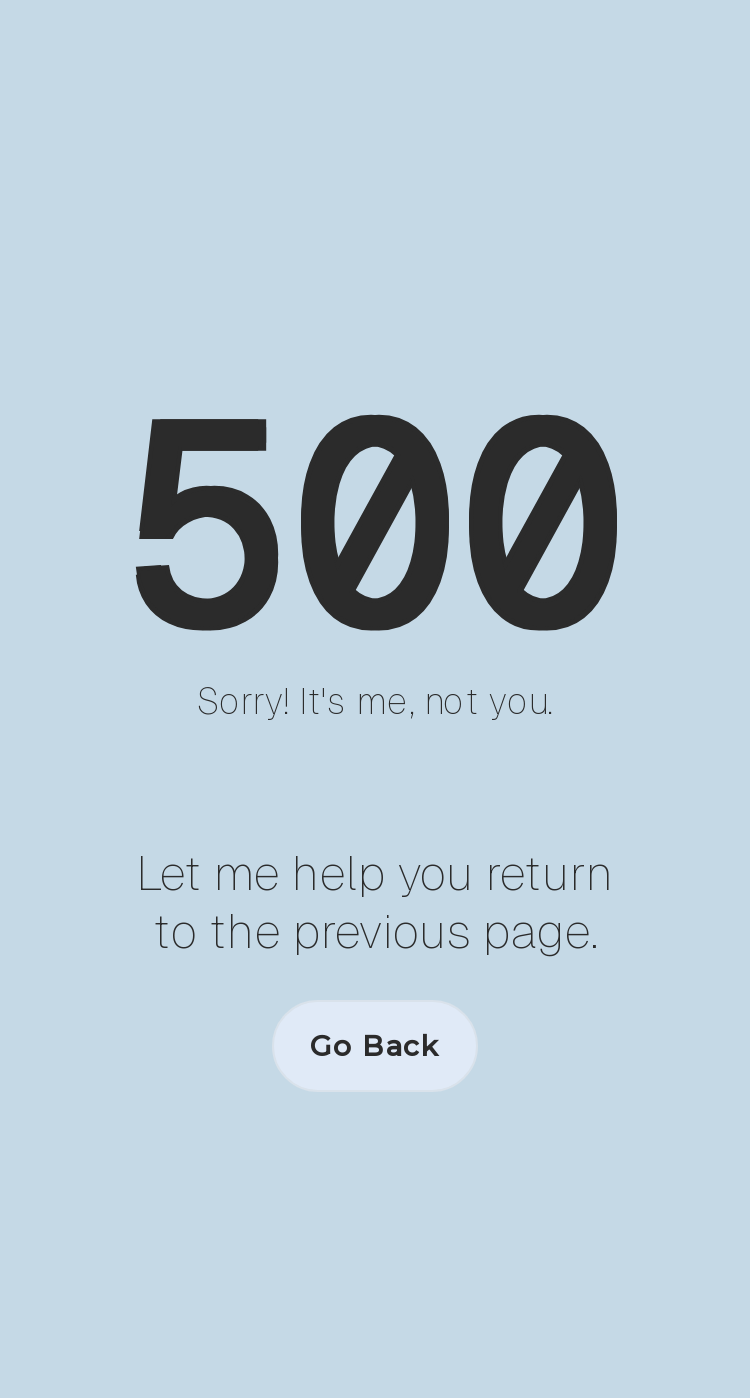 500
Sorry! It's me, not you.
Let me help you return
to the previous page.
Go Back